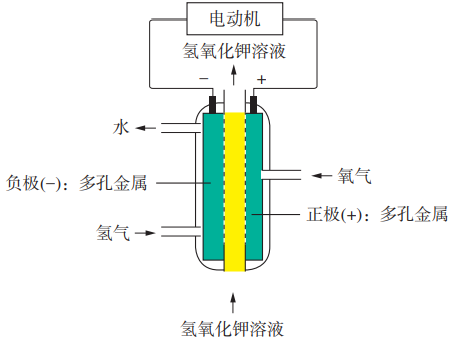 电动机
氢氧化钾溶液
− +
水
负极(−)：多孔金属
氧气
正极(+)：多孔金属
氢气
氢氧化钾溶液